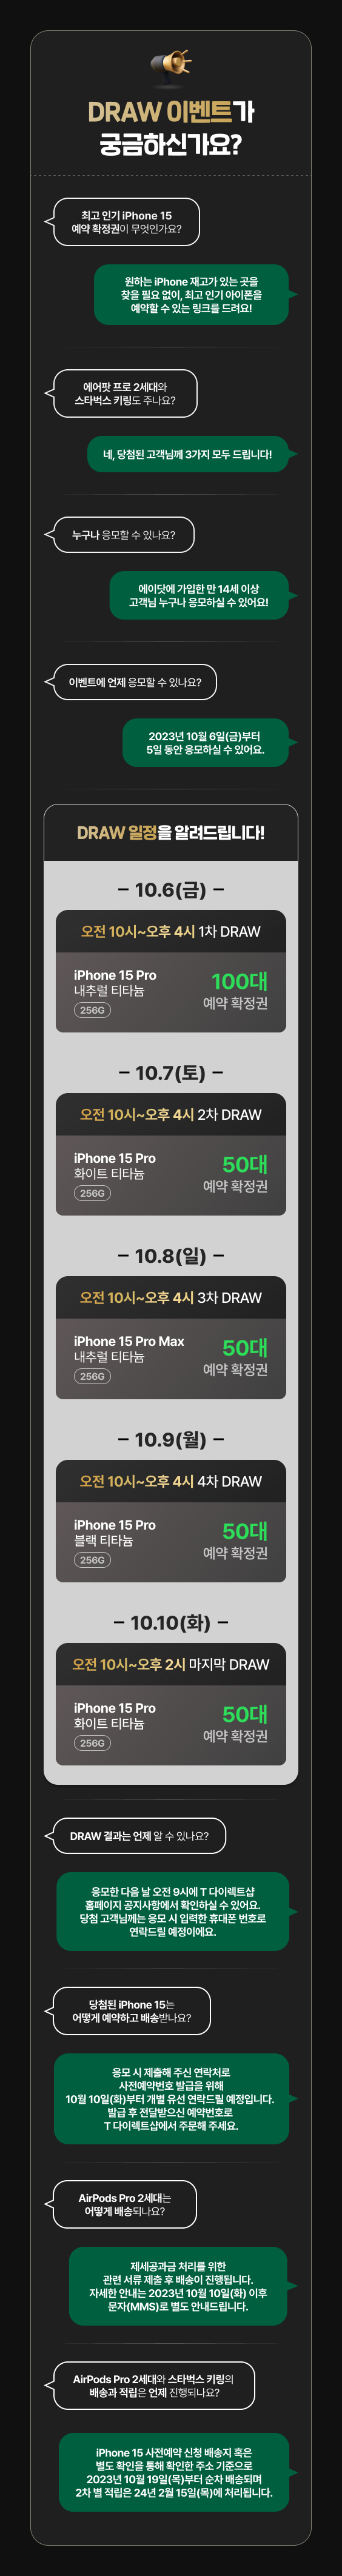 DRAW 이벤트가
궁금하신가요?
최고 인기 iPhone 15
예약 확정권이 무엇인가요?
원하는 iPhone 재고가 있는 곳을
찾을 필요 없이, 최고 인기 아이폰을
예약할 수 있는 링크를 드려요!
에어팟 프로 2세대와
스타벅스 키링도 주나요?
네, 당첨된 고객님께 3가지 모두 드립니다!
누구나 응모할 수 있나요?
에이닷에 가입한 만 14세 이상
고객님 누구나 응모하실 수 있어요!
이벤트에 언제 응모할 수 있나요?
2023년 10월 6일(금)부터
5일 동안 응모하실 수 있어요.
DRAW 일정을 알려드립니다!
– 10.6(금) –
오전 10시~오후 4시 1차 DRAW
iPhone 15 Pro
내추럴 티타늄
256G
100대
예약 확정권
– 10.7(토) –
오전 10시~오후 4시 2차 DRAW
iPhone 15 Pro
화이트 티타늄
256G
50대
예약 확정권
– 10.8(일) –
오전 10시~오후 4시 3차 DRAW
iPhone 15 Pro Max
내추럴 티타늄
256G
50대
예약 확정권
– 10.9(월) –
오전 10시~오후 4시 4차 DRAW
iPhone 15 Pro
블랙 티타늄
256G
50대
예약 확정권
– 10.10(화) –
오전 10시~오후 2시 마지막 DRAW
iPhone 15 Pro
화이트 티타늄
256G
50대
예약 확정권
DRAW 결과는 언제 알 수 있나요?
응모한 다음 날 오전 9시에 T 다이렉트샵
홈페이지 공지사항에서 확인하실 수 있어요.
당첨 고객님께는 응모 시 입력한 휴대폰 번호로
연락드릴 예정이에요.
당첨된 iPhone 15는
어떻게 예약하고 배송받나요?
응모 시 제출해 주신 연락처로
사전예약번호 발급을 위해
10월 10일(화)부터 개별 유선 연락드릴 예정입니다.
발급 후 전달받으신 예약번호로
T 다이렉트샵에서 주문해 주세요.
AirPods Pro 2세대는
어떻게 배송되나요?
제세공과금 처리를 위한
관련 서류 제출 후 배송이 진행됩니다.
자세한 안내는 2023년 10월 10일(화) 이후
문자(MMS)로 별도 안내드립니다.
AirPods Pro 2세대와 스타벅스 키링의
배송과 적립은 언제 진행되나요?
iPhone 15 사전예약 신청 배송지 혹은
별도 확인을 통해 확인한 주소 기준으로
2023년 10월 19일(목)부터 순차 배송되며
2차 별 적립은 24년 2월 15일(목)에 처리됩니다.